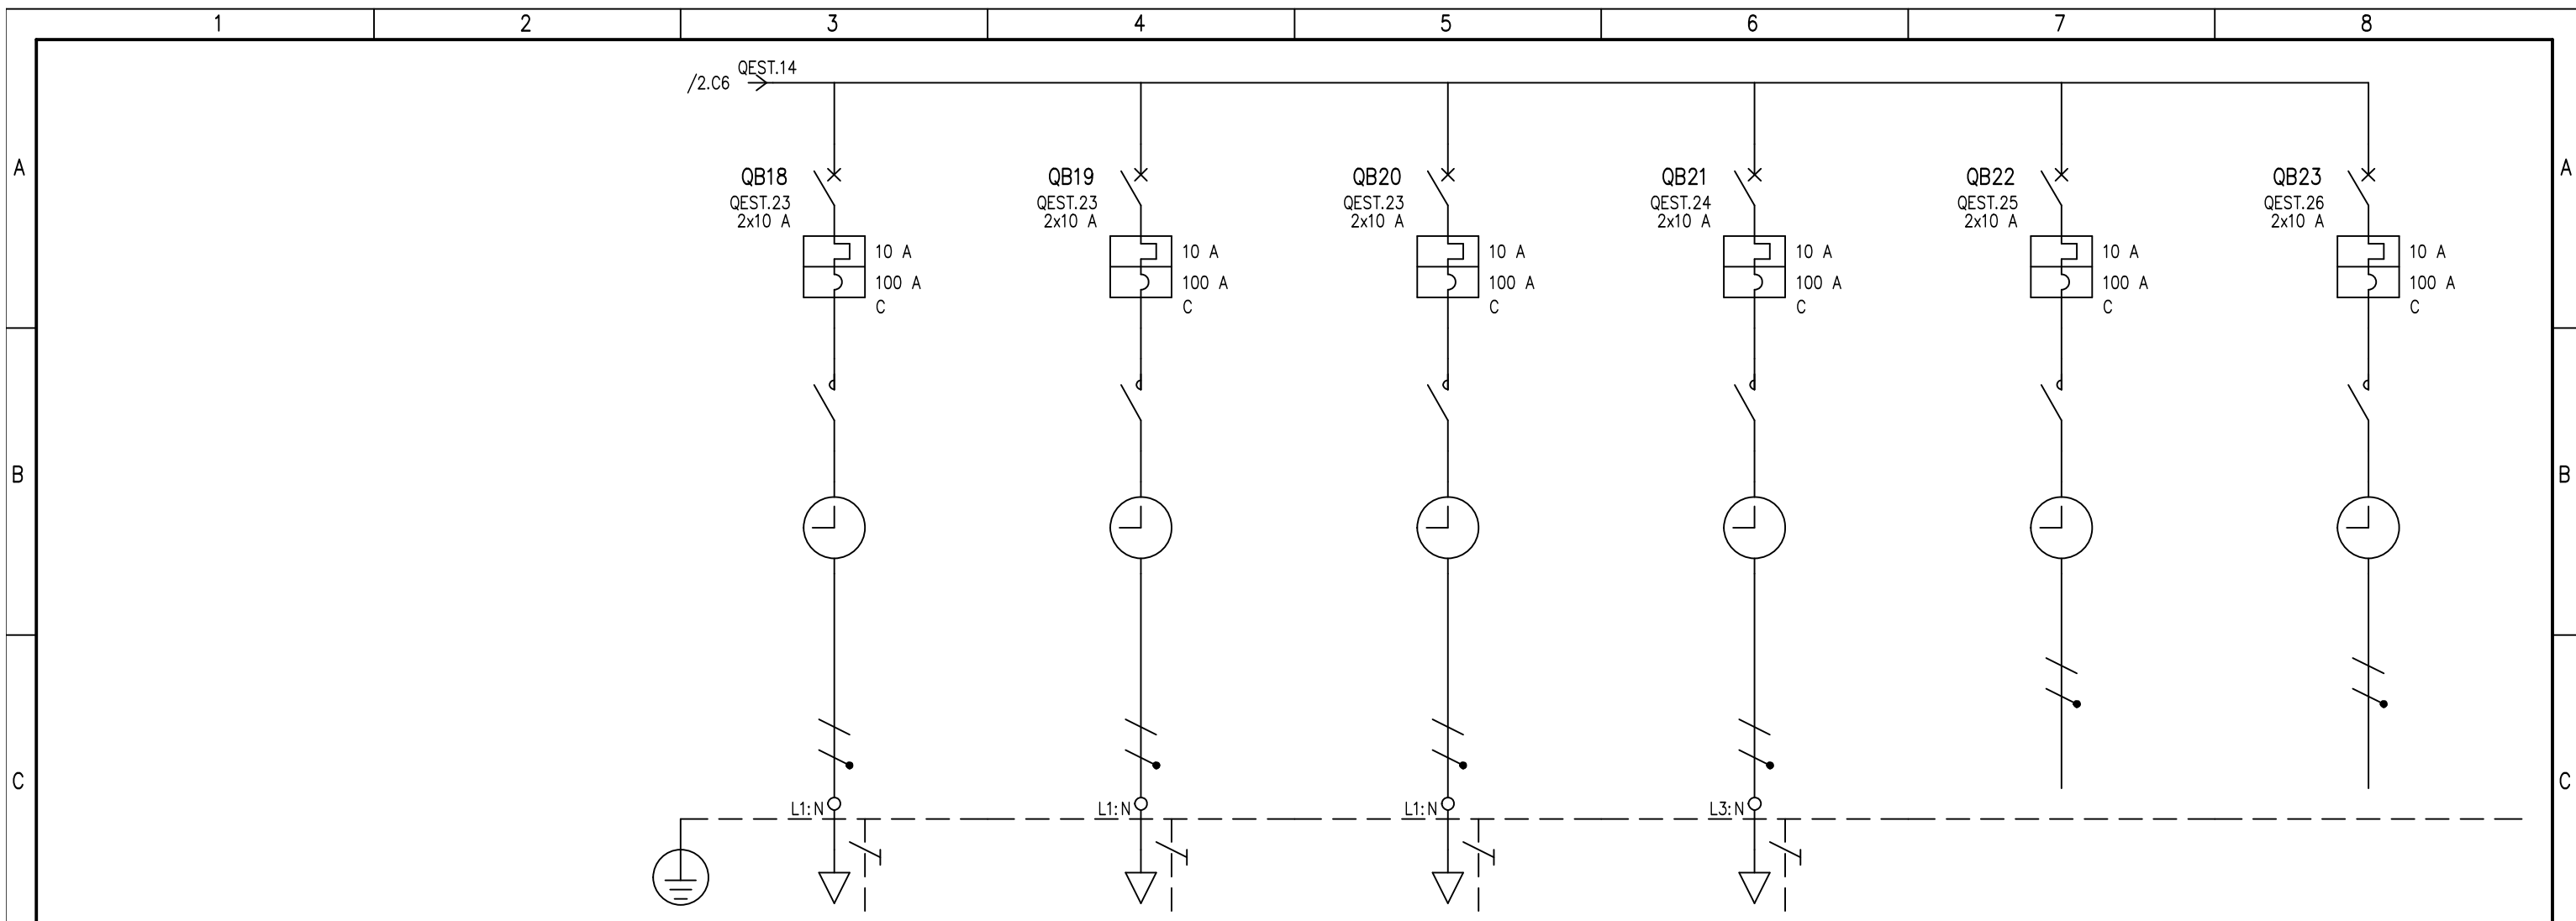 1 2 3 4 5 6 7 8
QEST.14
/2.C6
A A
QB18 QB19 QB20 QB21 QB22 QB23
QEST.23 QEST.23 QEST.23 QEST.24 QEST.25 QEST.26
2x10 A 2x10 A 2x10 A 2x10 A 2x10 A 2x10 A
10 A 10 A 10 A 10 A 10 A 10 A
100 A 100 A 100 A 100 A 100 A 100 A
C C C C C C
B B
C C
L1:N L1:N L1:N L3:N